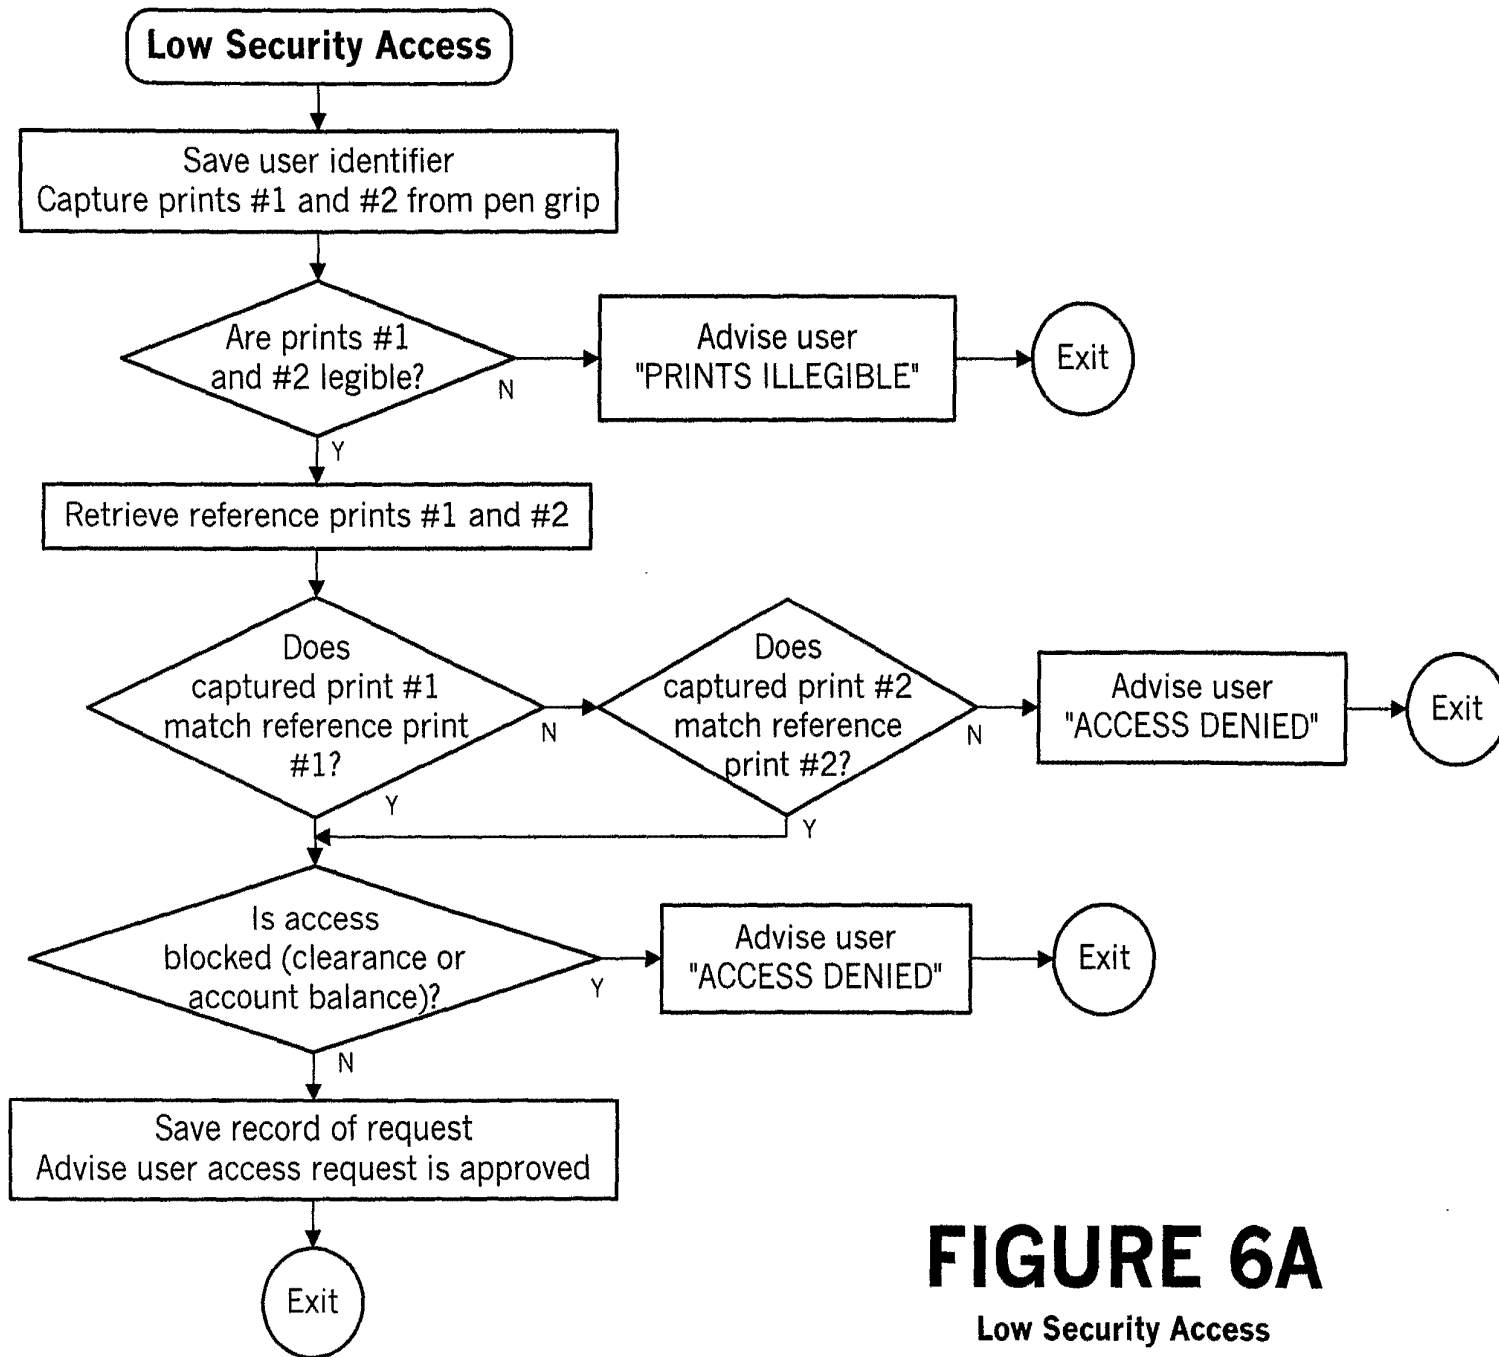 Low Security Access
Save user identifier
Capture prints #1 and #2 from pen grip
Are prints #1
and #2 legible?
N
Advise user
"PRINTS ILLEGIBLE"
Exit
Y
Retrieve reference prints #1 and #2
Does
captured print #1
match reference print
#1?
N
Y
Does
captured print #2
match reference
print #2?
N
Y
Advise user
"ACCESS DENIED"
Exit
Is access
blocked (clearance or
account balance)?
Y
Advise user
"ACCESS DENIED"
Exit
N
Save record of request
Advise user access request is approved
Exit
FIGURE 6A
Low Security Access